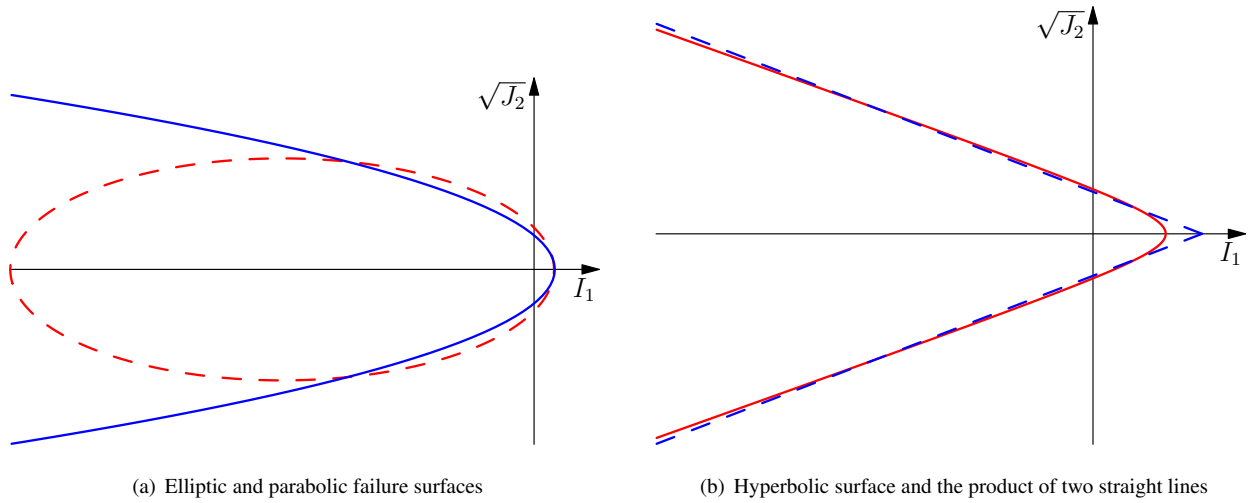 √J₂
I₁
(a) Elliptic and parabolic failure surfaces
√J₂
I₁
(b) Hyperbolic surface and the product of two straight lines